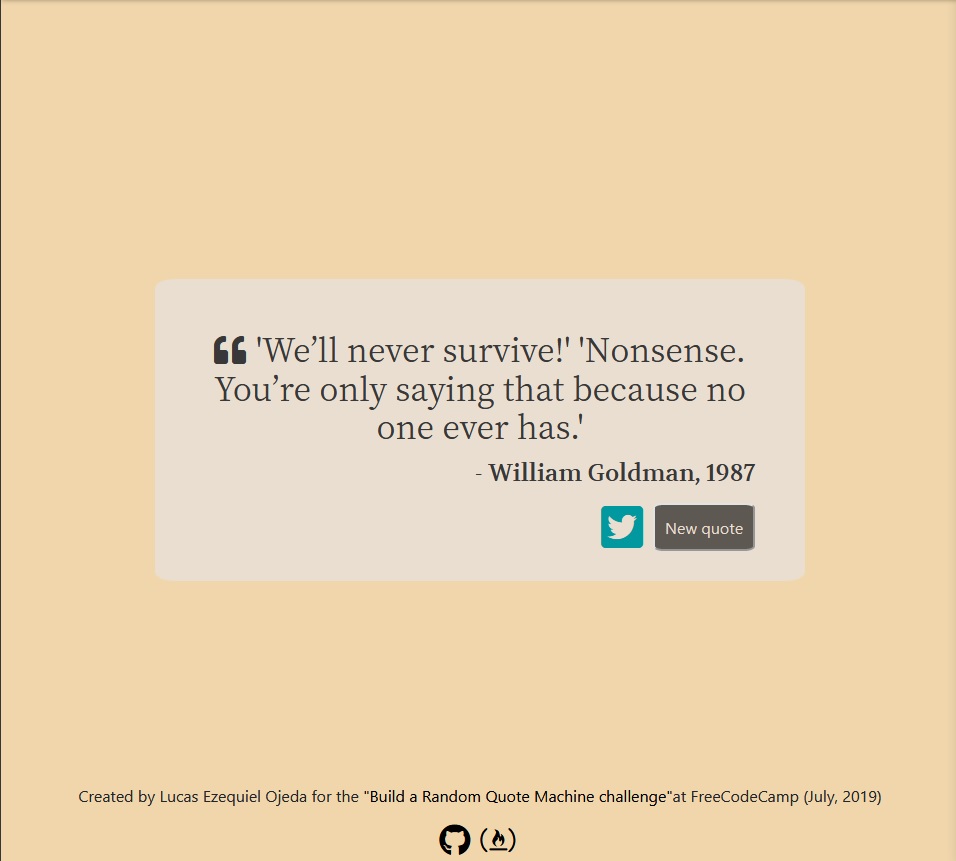 'We’ll never survive!' 'Nonsense.
You’re only saying that because no
one ever has.'
- William Goldman, 1987
New quote
Created by Lucas Ezequiel Ojeda for the "Build a Random Quote Machine challenge"at FreeCodeCamp (July, 2019)